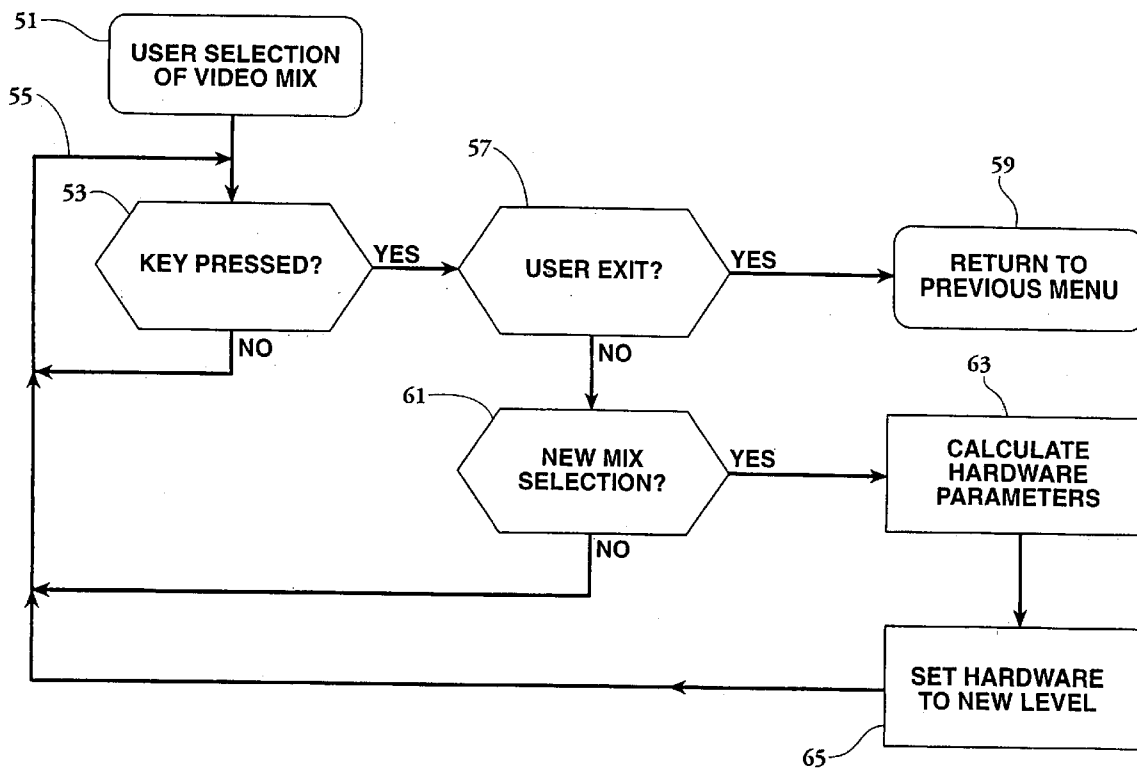 51
USER SELECTION
OF VIDEO MIX
55
53
KEY PRESSED?
YES
NO
57
USER EXIT?
YES
NO
59
RETURN TO
PREVIOUS MENU
61
NEW MIX
SELECTION?
YES
NO
63
CALCULATE
HARDWARE
PARAMETERS
SET HARDWARE
TO NEW LEVEL
65